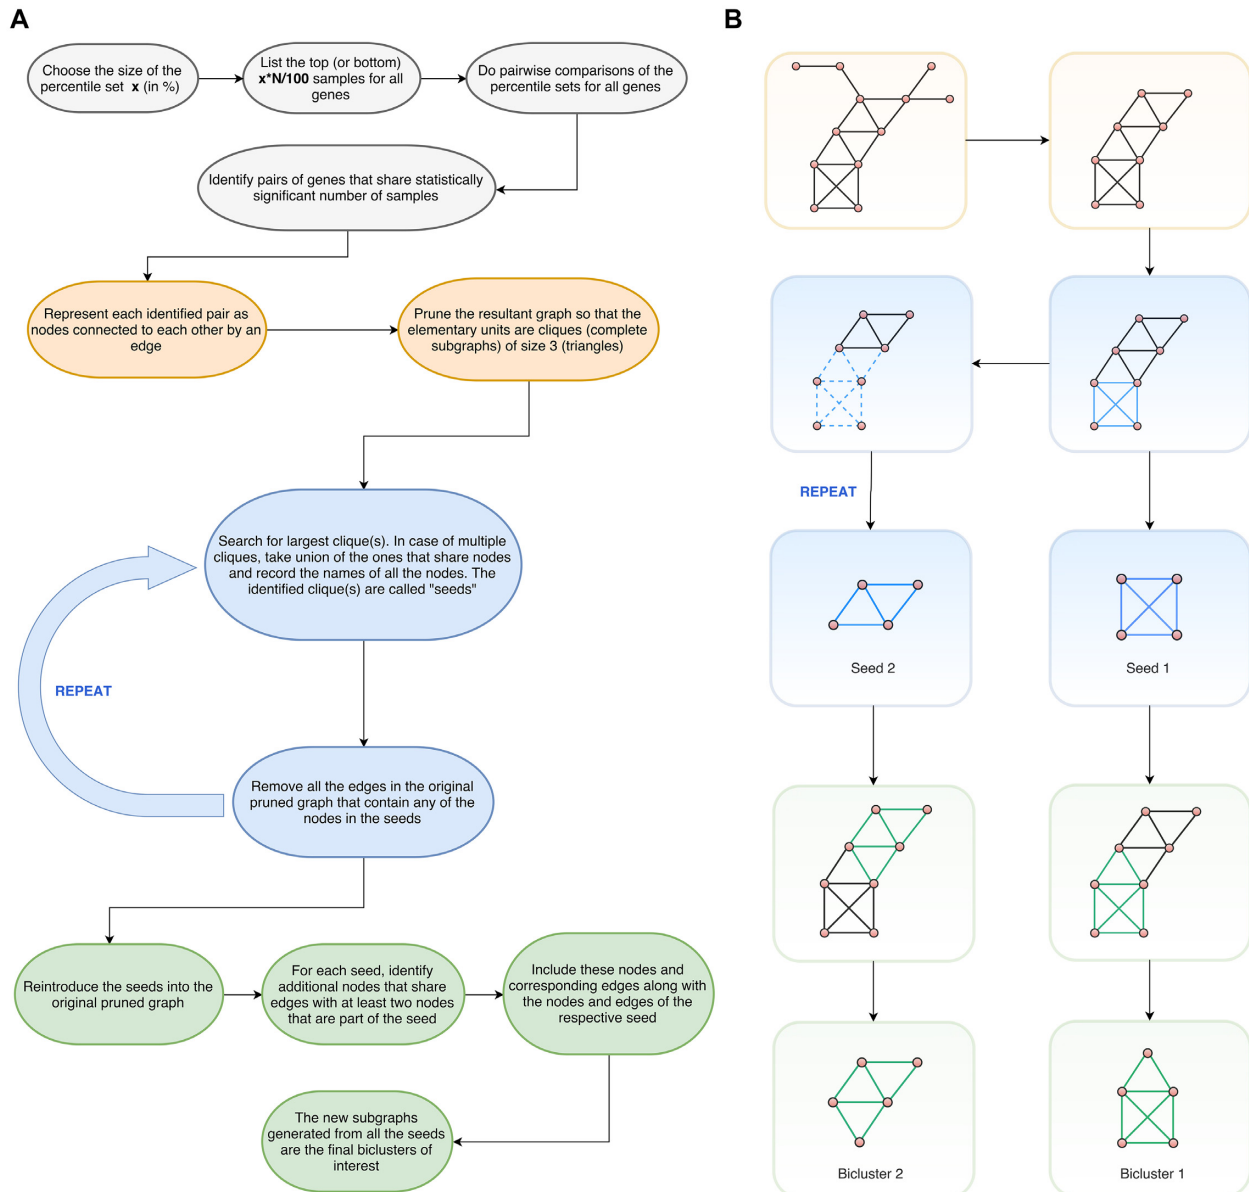 A
B
Choose the size of the
percentile set x (in %)
List the top (or bottom)
x*N/100 samples for all
genes
Do pairwise comparisons of the
percentile sets for all genes
Identify pairs of genes that share statistically
significant number of samples
Represent each identified pair as
nodes connected to each other by an
edge
Prune the resultant graph so that the
elementary units are cliques (complete
subgraphs) of size 3 (triangles)
Search for largest clique(s). In case of multiple
cliques, take union of the ones that share nodes
and record the names of all the nodes. The
identified clique(s) are called "seeds"
REPEAT
Remove all the edges in the original
pruned graph that contain any of the
nodes in the seeds
Reintroduce the seeds into the
original pruned graph
For each seed, identify
additional nodes that share
edges with at least two nodes
that are part of the seed
Include these nodes and
corresponding edges along with
the nodes and edges of the
respective seed
The new subgraphs
generated from all the seeds
are the final biclusters of
interest
REPEAT
Seed 2
Seed 1
Bicluster 2
Bicluster 1